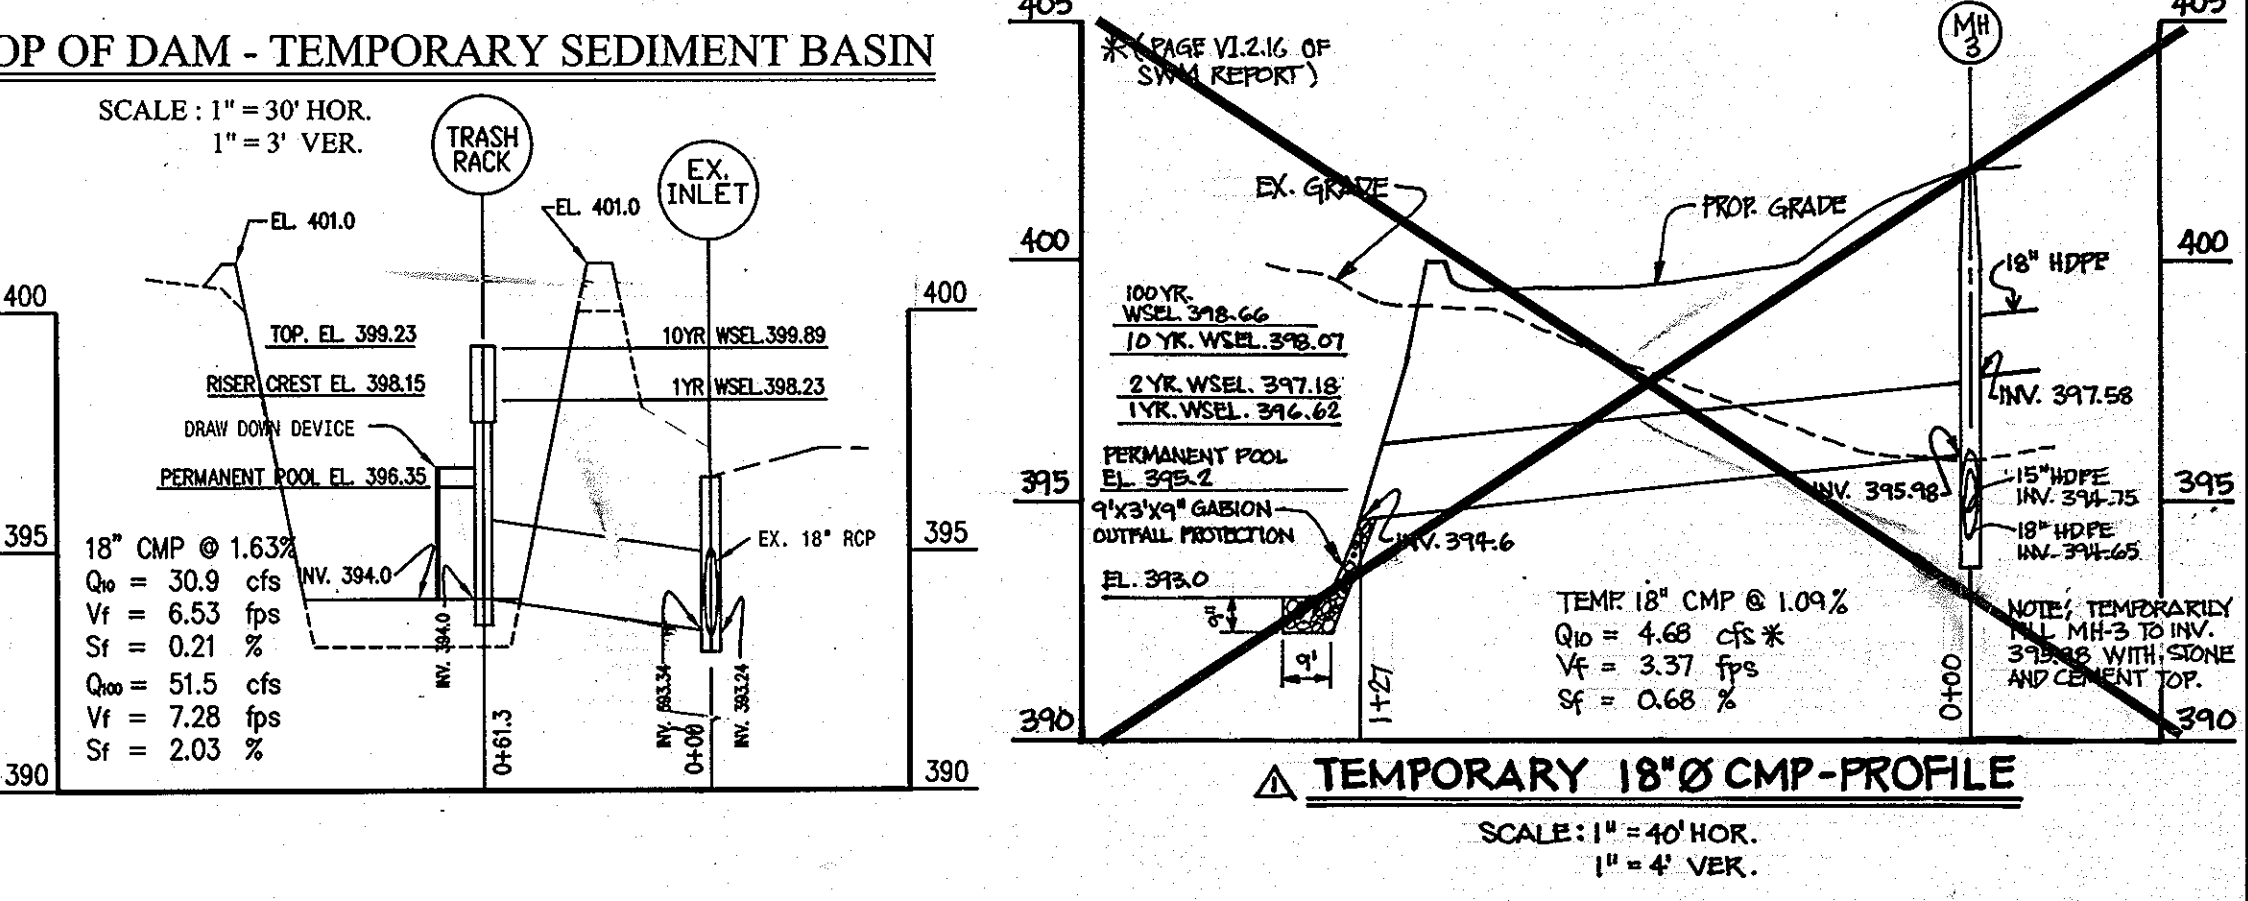 OP OF DAM - TEMPORARY SEDIMENT BASIN
SCALE : 1" = 30' HOR.
1" = 3' VER.
TRASH
RACK
EX.
INLET
EL. 401.0
EL. 401.0
400
400
TOP. EL. 399.23
10YR WSEL.399.89
RISER CREST EL. 398.15
1YR WSEL.398.23
DRAW DOWN DEVICE
PERMANENT POOL EL. 396.35
395
395
18" CMP @ 1.63%
Q10 = 30.9 cfs
Vf = 6.53 fps
Sf = 0.21 %
Q100 = 51.5 cfs
Vf = 7.28 fps
Sf = 2.03 %
INV. 394.0
EX. 18" RCP
INV. 394.0
INV. 593.34
INV. 393.24
0+61.3
0+00
390
390
405
405
*(PAGE VI.2.16 OF
SWM REPORT)
MH
3
EX. GRADE
PROP. GRADE
400
400
18" HDPE
100 YR.
WSEL. 398.66
10 YR. WSEL. 398.07
2 YR. WSEL. 397.18
1 YR. WSEL. 396.62
INV. 397.58
PERMANENT POOL
EL. 395.2
395
395
INV. 395.98
15" HDPE
INV. 394.75
9'X3'X9" GABION
OUTFALL PROTECTION
INV. 394.6
18" HDPE
INV. 394.65
EL. 393.0
9"
9'
TEMP. 18" CMP @ 1.09%
Q10 = 4.68 cfs *
Vf = 3.37 fps
Sf = 0.68 %
NOTE: TEMPORARILY
FILL MH-3 TO INV.
395.98 WITH STONE
AND CEMENT TOP.
1+27
0+00
390
390
1 TEMPORARY 18"Ø CMP-PROFILE
SCALE: 1" = 40' HOR.
1" = 4' VER.